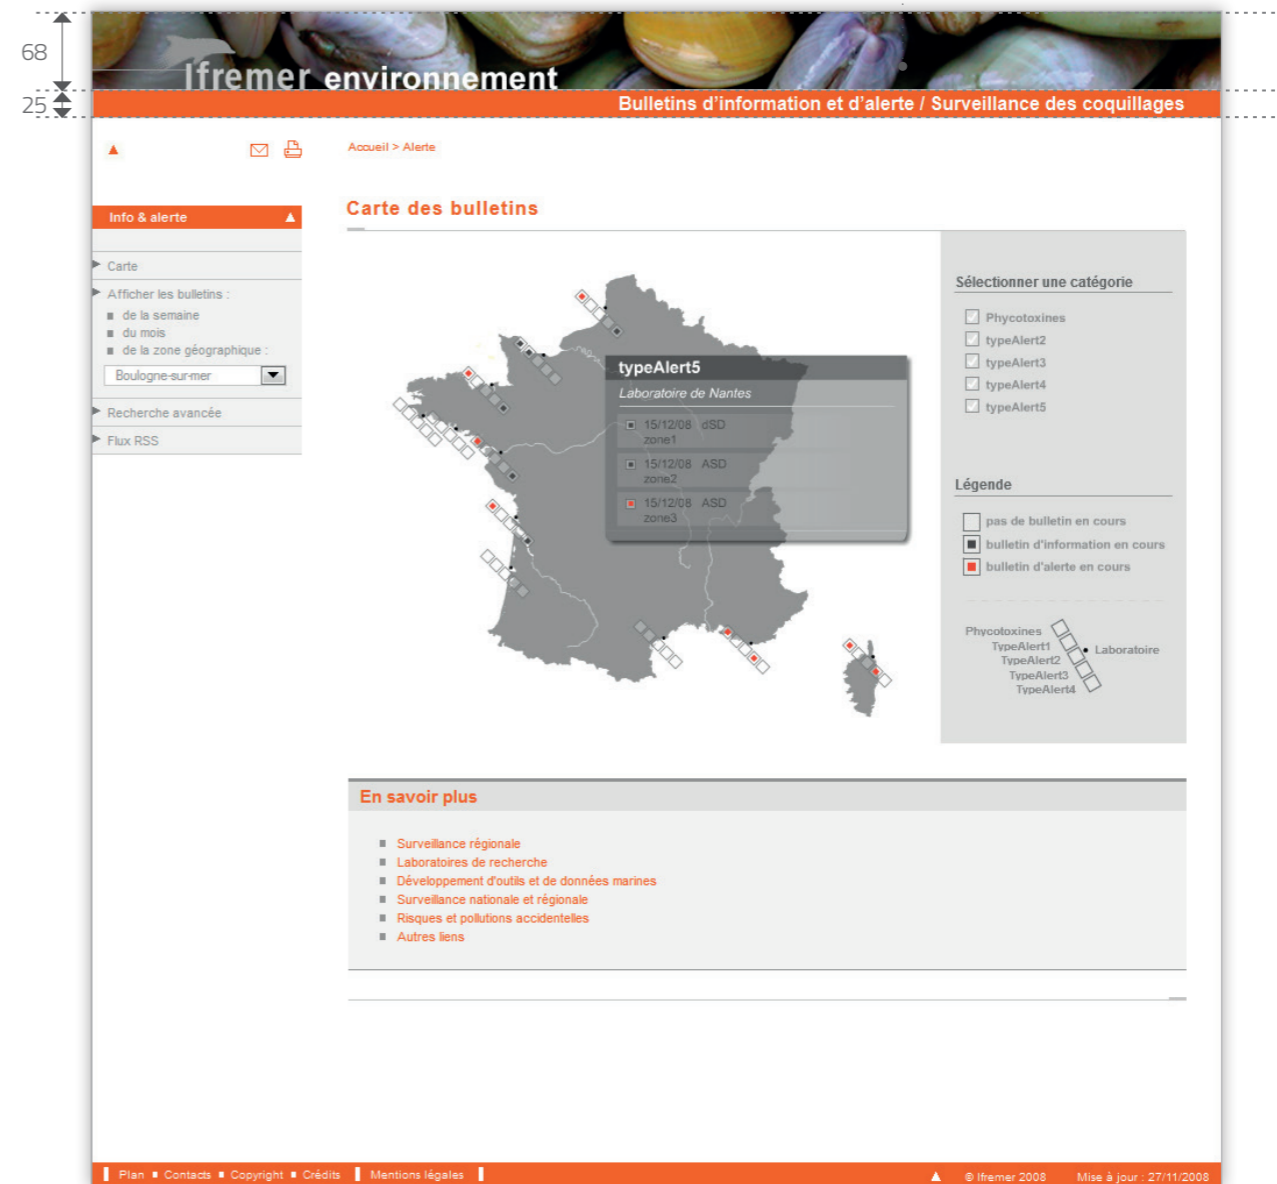 68
Ifremer environnement
25
Bulletins d'information et d'alerte / Surveillance des coquillages
Accueil > Alerte
Info & alerte
Carte
Afficher les bulletins :
de la semaine
du mois
de la zone géographique :
Boulogne-sur-mer
Recherche avancée
Flux RSS
Carte des bulletins
typeAlert5
Laboratoire de Nantes
15/12/08 dSD
zone1
15/12/08 ASD
zone2
15/12/08 ASD
zone3
Sélectionner une catégorie
Phycotoxines
typeAlert2
typeAlert3
typeAlert4
typeAlert5
Légende
pas de bulletin en cours
bulletin d'information en cours
bulletin d'alerte en cours
Phycotoxines
TypeAlert1
TypeAlert2
TypeAlert3
TypeAlert4
Laboratoire
En savoir plus
Surveillance régionale
Laboratoires de recherche
Développement d'outils et de données marines
Surveillance nationale et régionale
Risques et pollutions accidentelles
Autres liens
Plan Contacts Copyright Crédits Mentions légales
© Ifremer 2008 Mise à jour : 27/11/2008